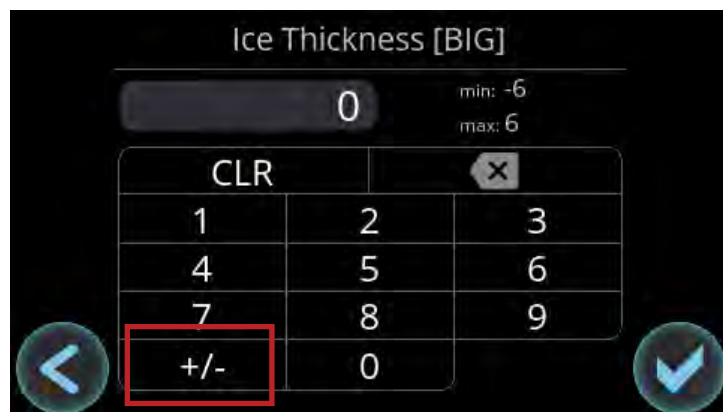 Ice Thickness [BIG]
0
min: -6
max: 6
CLR
1 2 3
4 5 6
7 8 9
+/- 0